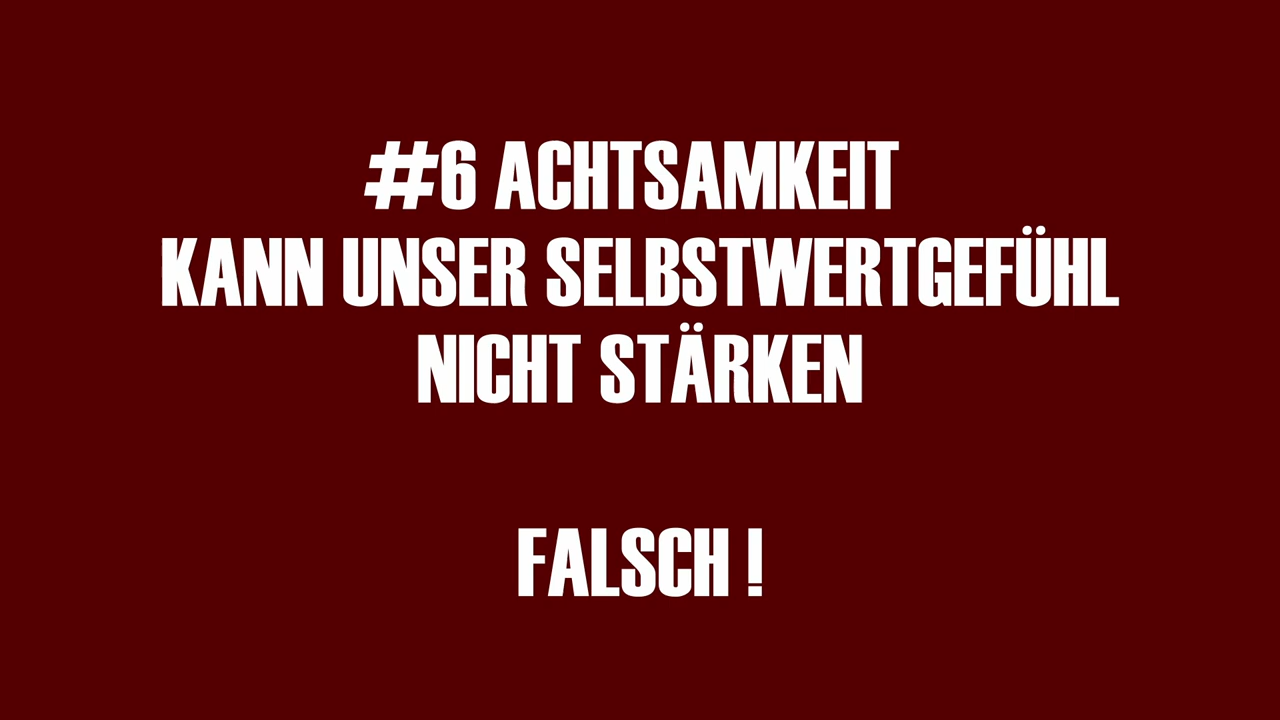 #6 ACHTSAMKEIT
KANN UNSER SELBSTWERTGEFÜHL
NICHT STÄRKEN
FALSCH !